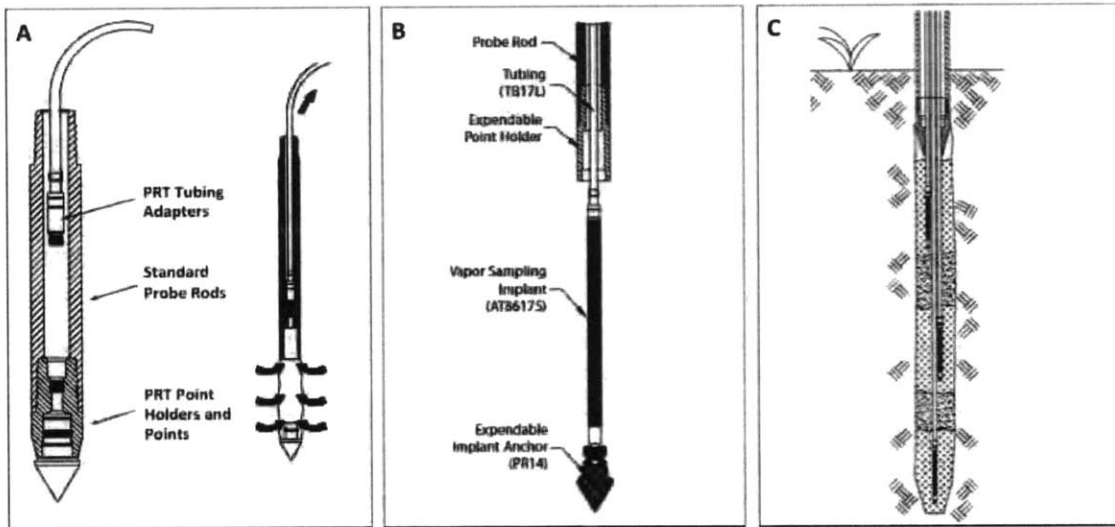 A
PRT Tubing
Adapters
Standard
Probe Rods
PRT Point
Holders and
Points
B
Probe Rod
Tubing
(TB17L)
Expendable
Point Holder
Vapor Sampling
Implant
(AT8617S)
Expendable
Implant Anchor
(PR14)
C